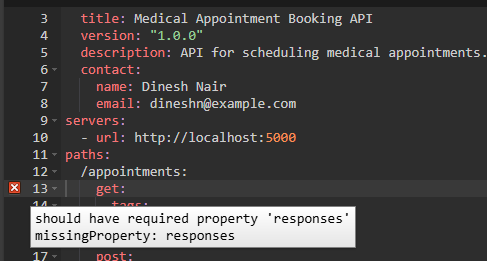 3 title: Medical Appointment Booking API
4 version: "1.0.0"
5 description: API for scheduling medical appointments.
6 contact:
7 name: Dinesh Nair
8 email: dineshn@example.com
9 servers:
10 - url: http://localhost:5000
11 paths:
12 /appointments:
13 get:
14 tags:
should have required property 'responses'
missingProperty: responses
17 post: